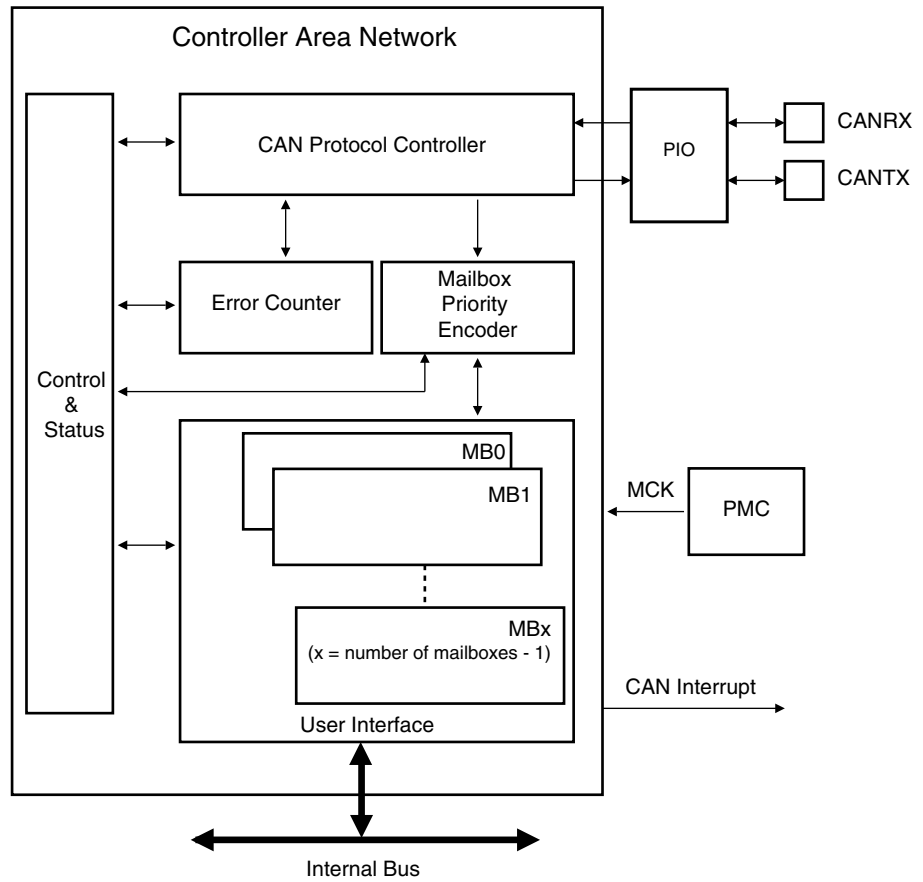 Controller Area Network
CAN Protocol Controller
PIO
CANRX
CANTX
Error Counter
Mailbox
Priority
Encoder
Control
&
Status
MB0
MB1
MCK
PMC
MBx
(x = number of mailboxes - 1)
CAN Interrupt
User Interface
Internal Bus